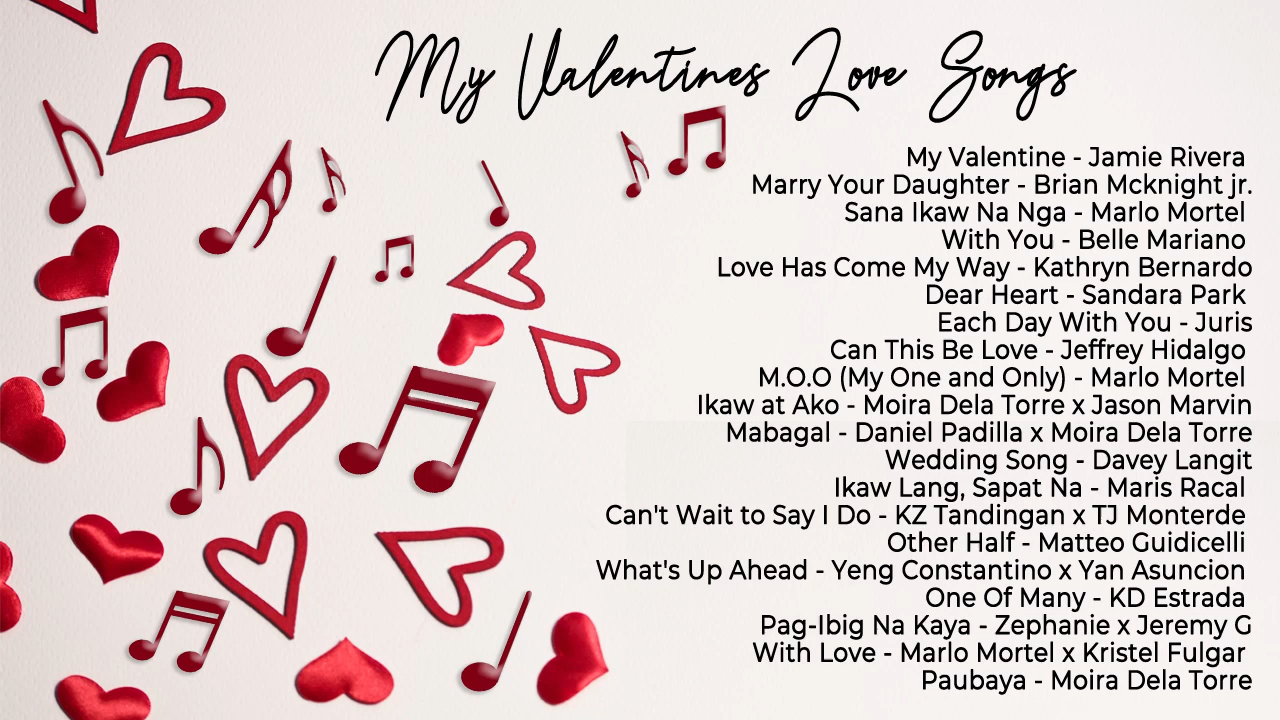 My Valentines Love Songs
My Valentine - Jamie Rivera
Marry Your Daughter - Brian Mcknight jr.
Sana Ikaw Na Nga - Marlo Mortel
With You - Belle Mariano
Love Has Come My Way - Kathryn Bernardo
Dear Heart - Sandara Park
Each Day With You - Juris
Can This Be Love - Jeffrey Hidalgo
M.O.O (My One and Only) - Marlo Mortel
Ikaw at Ako - Moira Dela Torre x Jason Marvin
Mabagal - Daniel Padilla x Moira Dela Torre
Wedding Song - Davey Langit
Ikaw Lang, Sapat Na - Maris Racal
Can't Wait to Say I Do - KZ Tandingan x TJ Monterde
Other Half - Matteo Guidicelli
What's Up Ahead - Yeng Constantino x Yan Asuncion
One Of Many - KD Estrada
Pag-Ibig Na Kaya - Zephanie x Jeremy G
With Love - Marlo Mortel x Kristel Fulgar
Paubaya - Moira Dela Torre